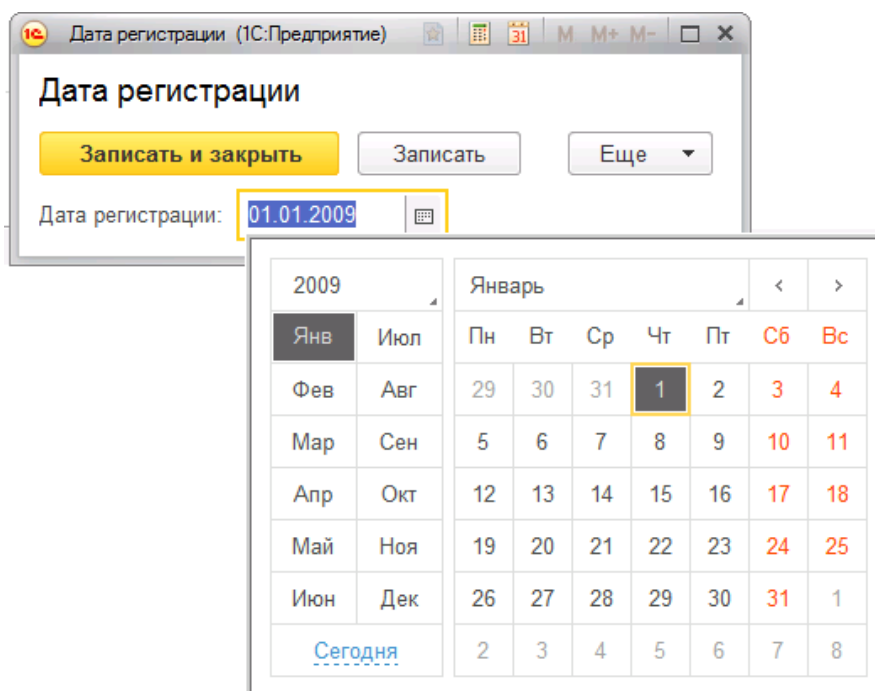 1С Дата регистрации (1С:Предприятие) 31 M M+ M-
Дата регистрации
Записать и закрыть Записать Еще
Дата регистрации: 01.01.2009
2009 Январь < >
Янв Июл Пн Вт Ср Чт Пт Сб Вс
Фев Авг 29 30 31 1 2 3 4
Мар Сен 5 6 7 8 9 10 11
Апр Окт 12 13 14 15 16 17 18
Май Ноя 19 20 21 22 23 24 25
Июн Дек 26 27 28 29 30 31 1
Сегодня 2 3 4 5 6 7 8